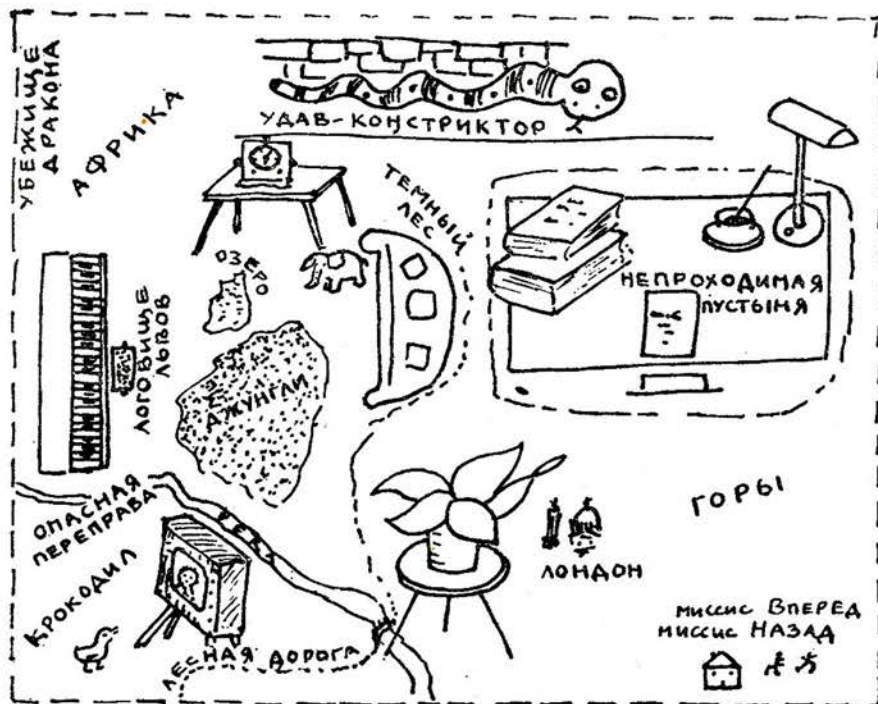 УБЕЖИЩЕ
ДРАКОНА
АФРИКА
УДАВ-КОНСТРИКТОР
ТЕМНЫЙ
ЛЕС
НЕПРОХОДИМАЯ
ПУСТЫНЯ
ОЗЕРО
ЛОГОВИЩЕ
ЛЬВОВ
ДЖУНГЛИ
ОПАСНАЯ
ПЕРЕПРАВА
РЕКА
ГОРЫ
ЛОНДОН
КРОКОДИЛ
ЛЕСНАЯ ДОРОГА
миссис ВПЕРЕД
миссис НАЗАД